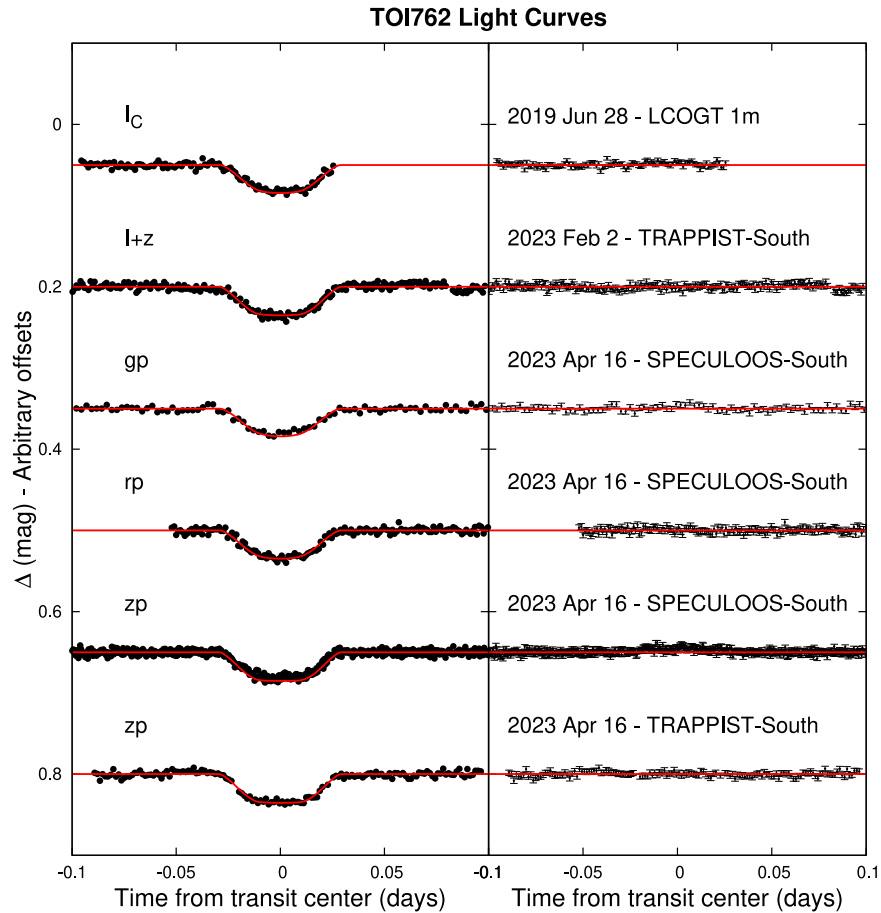 TOI762 Light Curves
I_C
2019 Jun 28 - LCOGT 1m
0
I+z
2023 Feb 2 - TRAPPIST-South
0.2
gp
2023 Apr 16 - SPECULOOS-South
0.4
rp
2023 Apr 16 - SPECULOOS-South
zp
2023 Apr 16 - SPECULOOS-South
0.6
zp
2023 Apr 16 - TRAPPIST-South
0.8
Δ (mag) - Arbitrary offsets
-0.1 -0.05 0 0.05 -0.1 -0.05 0 0.05 0.1
Time from transit center (days) Time from transit center (days)